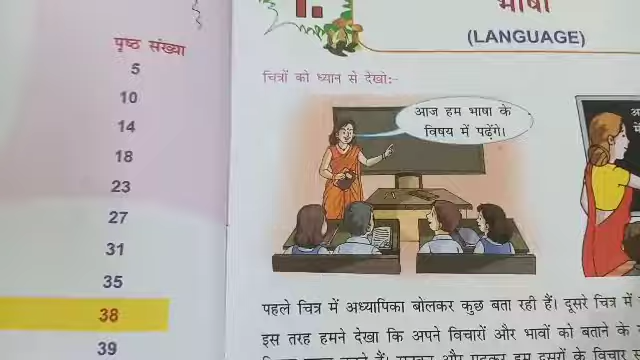 पृष्ठ संख्या
5
10
14
18
23
27
31
35
38
39
1.
भाषा
(LANGUAGE)
चित्रों को ध्यान से देखो:-
आज हम भाषा के
विषय में पढ़ेंगे।
पहले चित्र में अध्यापिका बोलकर कुछ बता रही हैं। दूसरे चित्र में
इस तरह हमने देखा कि अपने विचारों और भावों को बताने के